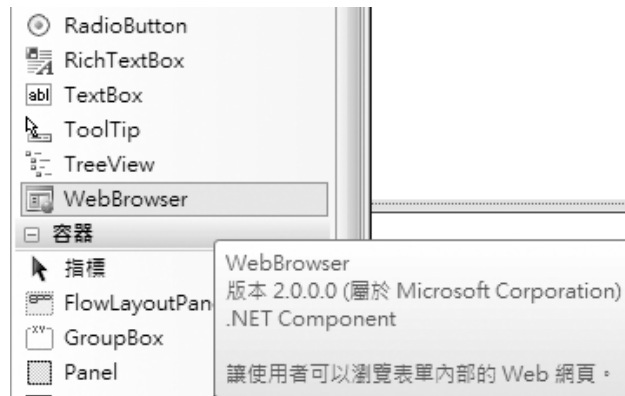 RadioButton
RichTextBox
abl TextBox
ToolTip
TreeView
WebBrowser
容器
指標
FlowLayoutPan
GroupBox
Panel
WebBrowser
版本 2.0.0.0 (屬於 Microsoft Corporation)
.NET Component
讓使用者可以瀏覽表單內部的 Web 網頁。